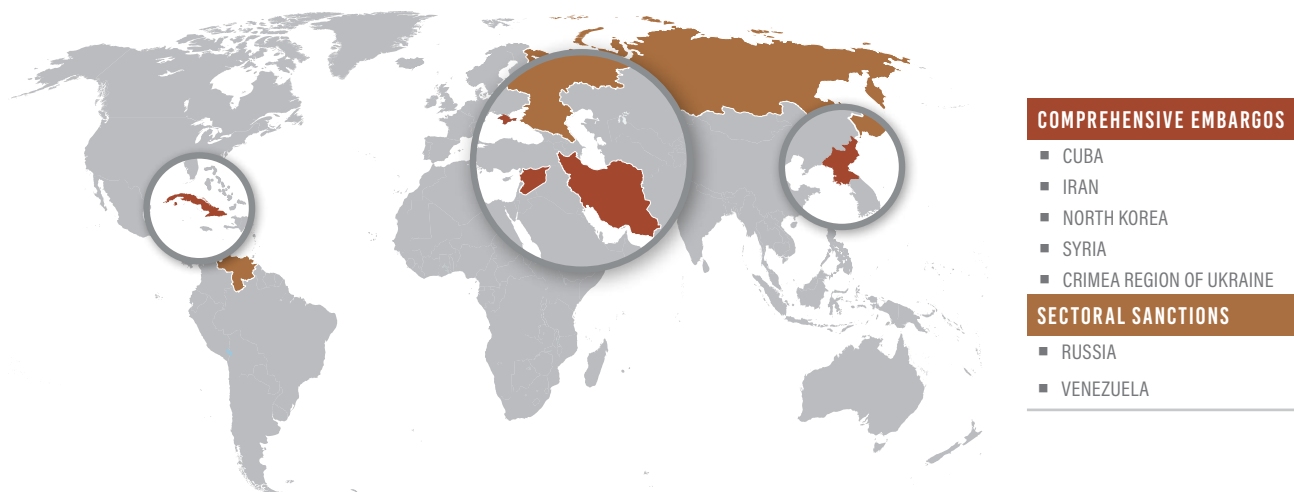 COMPREHENSIVE EMBARGOS
■ CUBA
■ IRAN
■ NORTH KOREA
■ SYRIA
■ CRIMEA REGION OF UKRAINE
SECTORAL SANCTIONS
■ RUSSIA
■ VENEZUELA